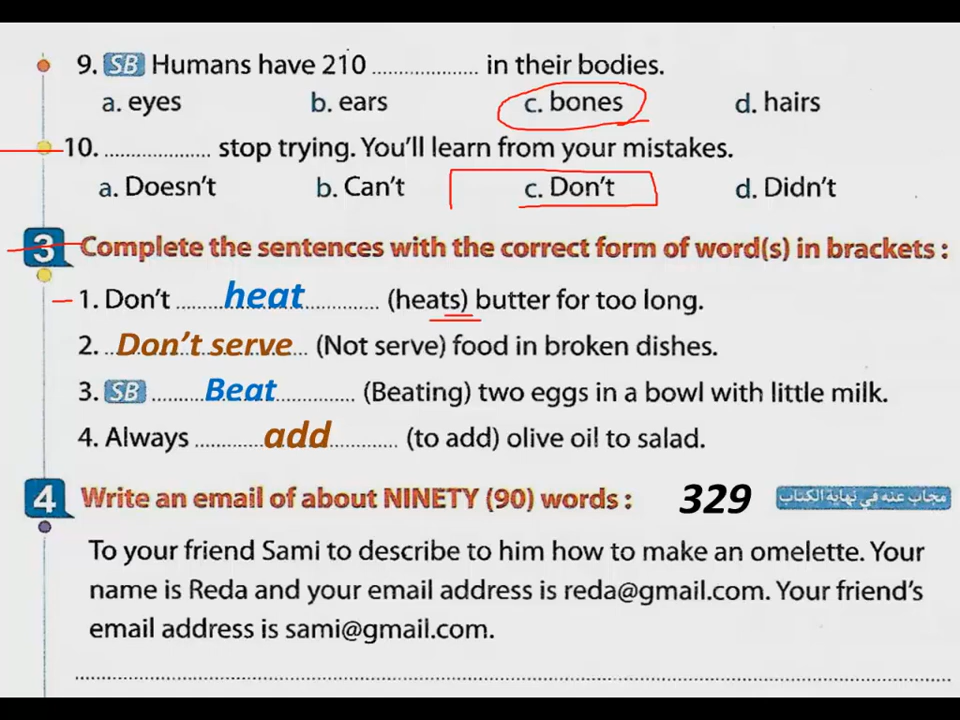 9. SB Humans have 210 .................... in their bodies.
a. eyes b. ears c. bones d. hairs
10. .................... stop trying. You'll learn from your mistakes.
a. Doesn't b. Can't c. Don't d. Didn't
3 Complete the sentences with the correct form of word(s) in brackets :
1. Don't ........heat............ (heats) butter for too long.
2. ..Don't serve... (Not serve) food in broken dishes.
3. SB .........Beat............. (Beating) two eggs in a bowl with little milk.
4. Always ............add............ (to add) olive oil to salad.
4 Write an email of about NINETY (90) words : 329 مجاب عنه في نهاية الكتاب
To your friend Sami to describe to him how to make an omelette. Your
name is Reda and your email address is reda@gmail.com. Your friend's
email address is sami@gmail.com.